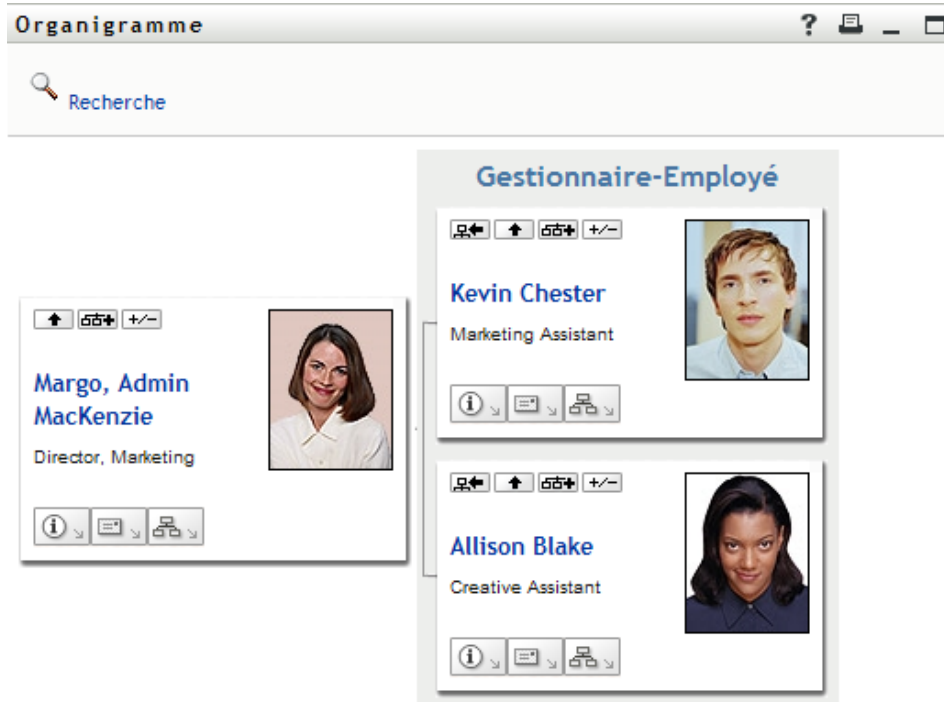 Organigramme
Recherche
Gestionnaire-Employé
Margo, Admin
MacKenzie
Director, Marketing
Kevin Chester
Marketing Assistant
Allison Blake
Creative Assistant